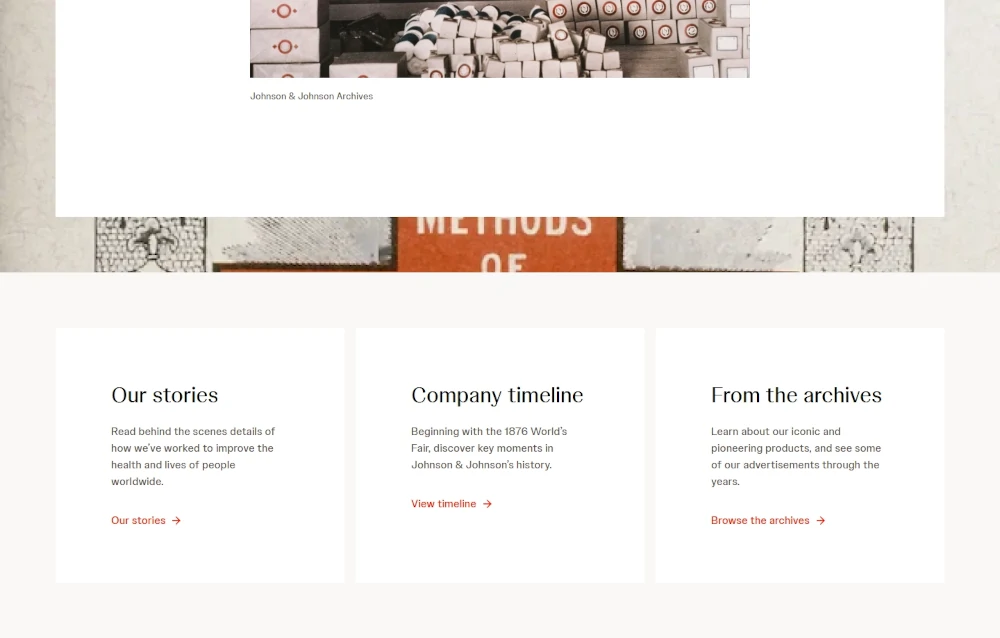 Johnson & Johnson Archives
METHODS
OF
Our stories
Read behind the scenes details of
how we've worked to improve the
health and lives of people
worldwide.
Our stories
Company timeline
Beginning with the 1876 World's
Fair, discover key moments in
Johnson & Johnson's history.
View timeline
From the archives
Learn about our iconic and
pioneering products, and see some
of our advertisements through the
years.
Browse the archives